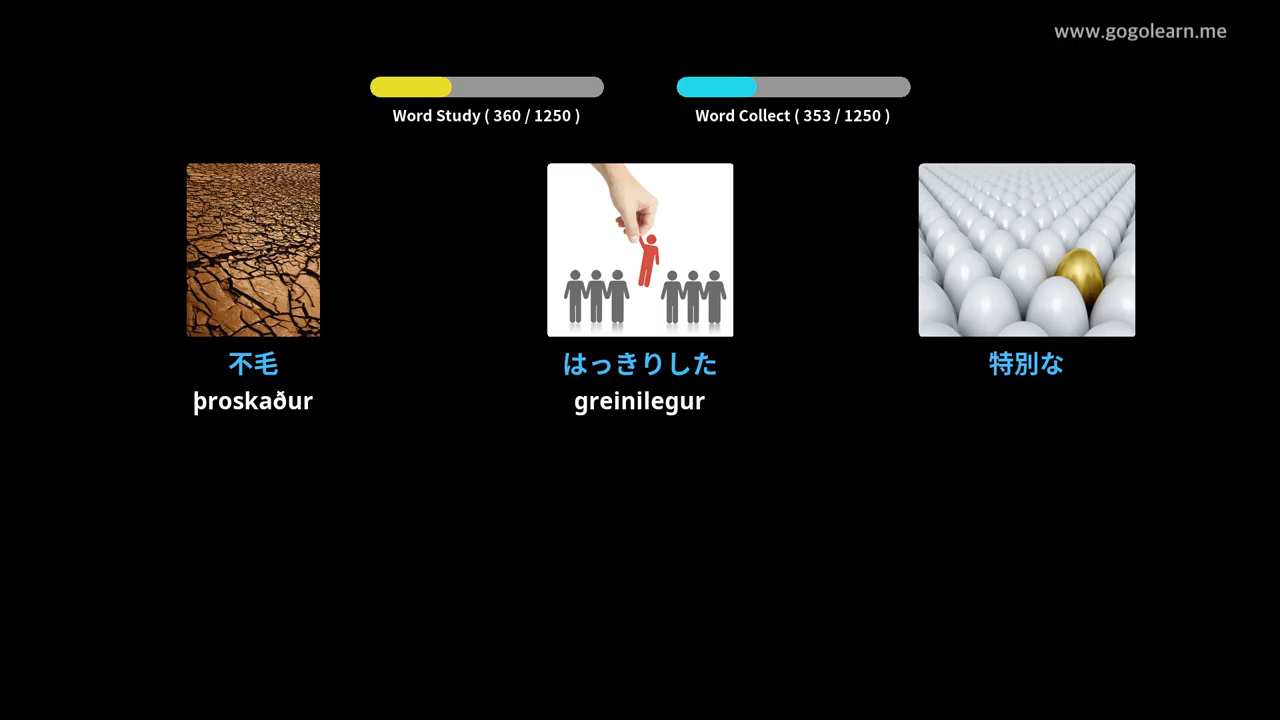 www.gogolearn.me
Word Study ( 360 / 1250 )
Word Collect ( 353 / 1250 )
不毛
þroskaður
はっきりした
greinilegur
特別な